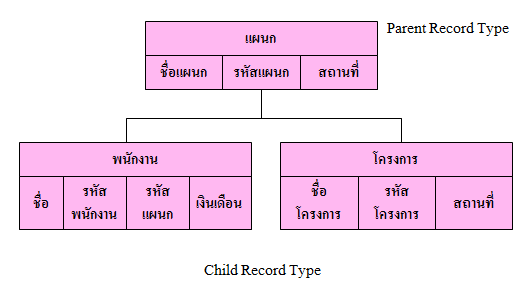 แผนก
Parent Record Type
ชื่อแผนก รหัสแผนก สถานที่
พนักงาน
ชื่อ
รหัส
พนักงาน
รหัส
แผนก
เงินเดือน
โครงการ
ชื่อ
โครงการ
รหัส
โครงการ
สถานที่
Child Record Type